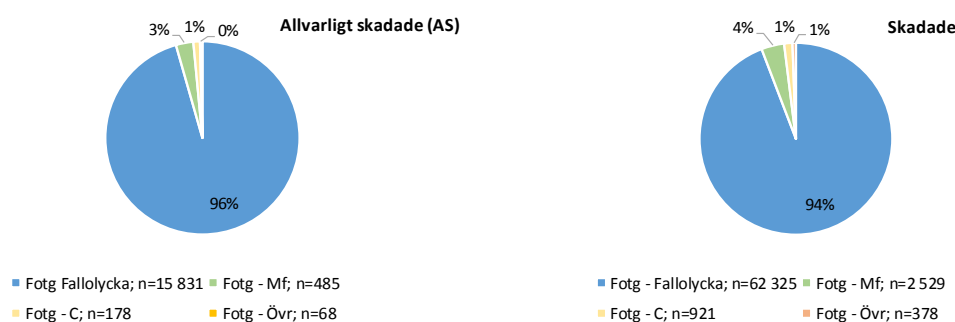 Allvarligt skadade (AS)
3%
1%
0%
96%
Fotg Fallolycka; n=15 831
Fotg - Mf; n=485
Fotg - C; n=178
Fotg - Övr; n=68
Skadade
4%
1%
1%
94%
Fotg - Fallolycka; n=62 325
Fotg - Mf; n=2 529
Fotg - C; n=921
Fotg - Övr; n=378